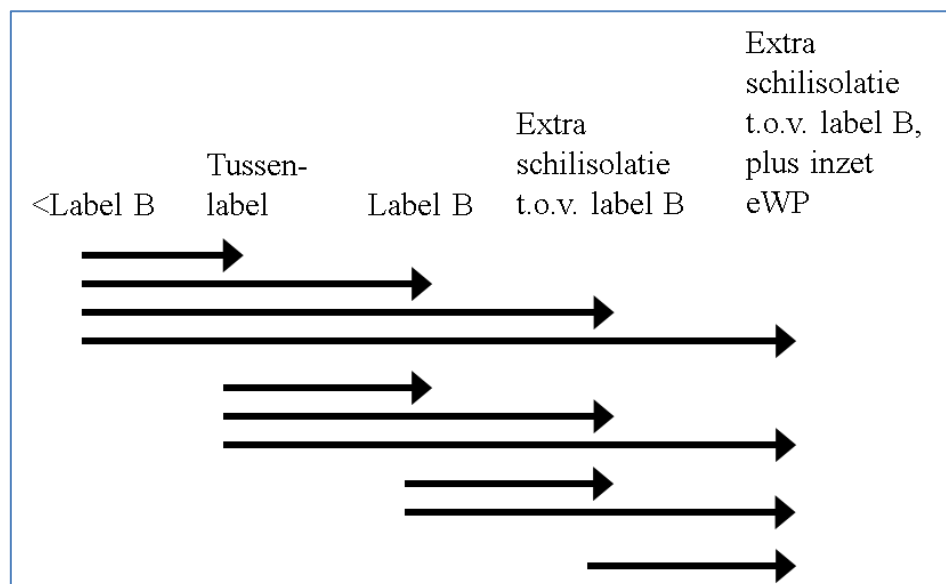 <Label B
Tussen-
label
Label B
Extra
schilisolatie
t.o.v. label B
Extra
schilisolatie
t.o.v. label B,
plus inzet
eWP